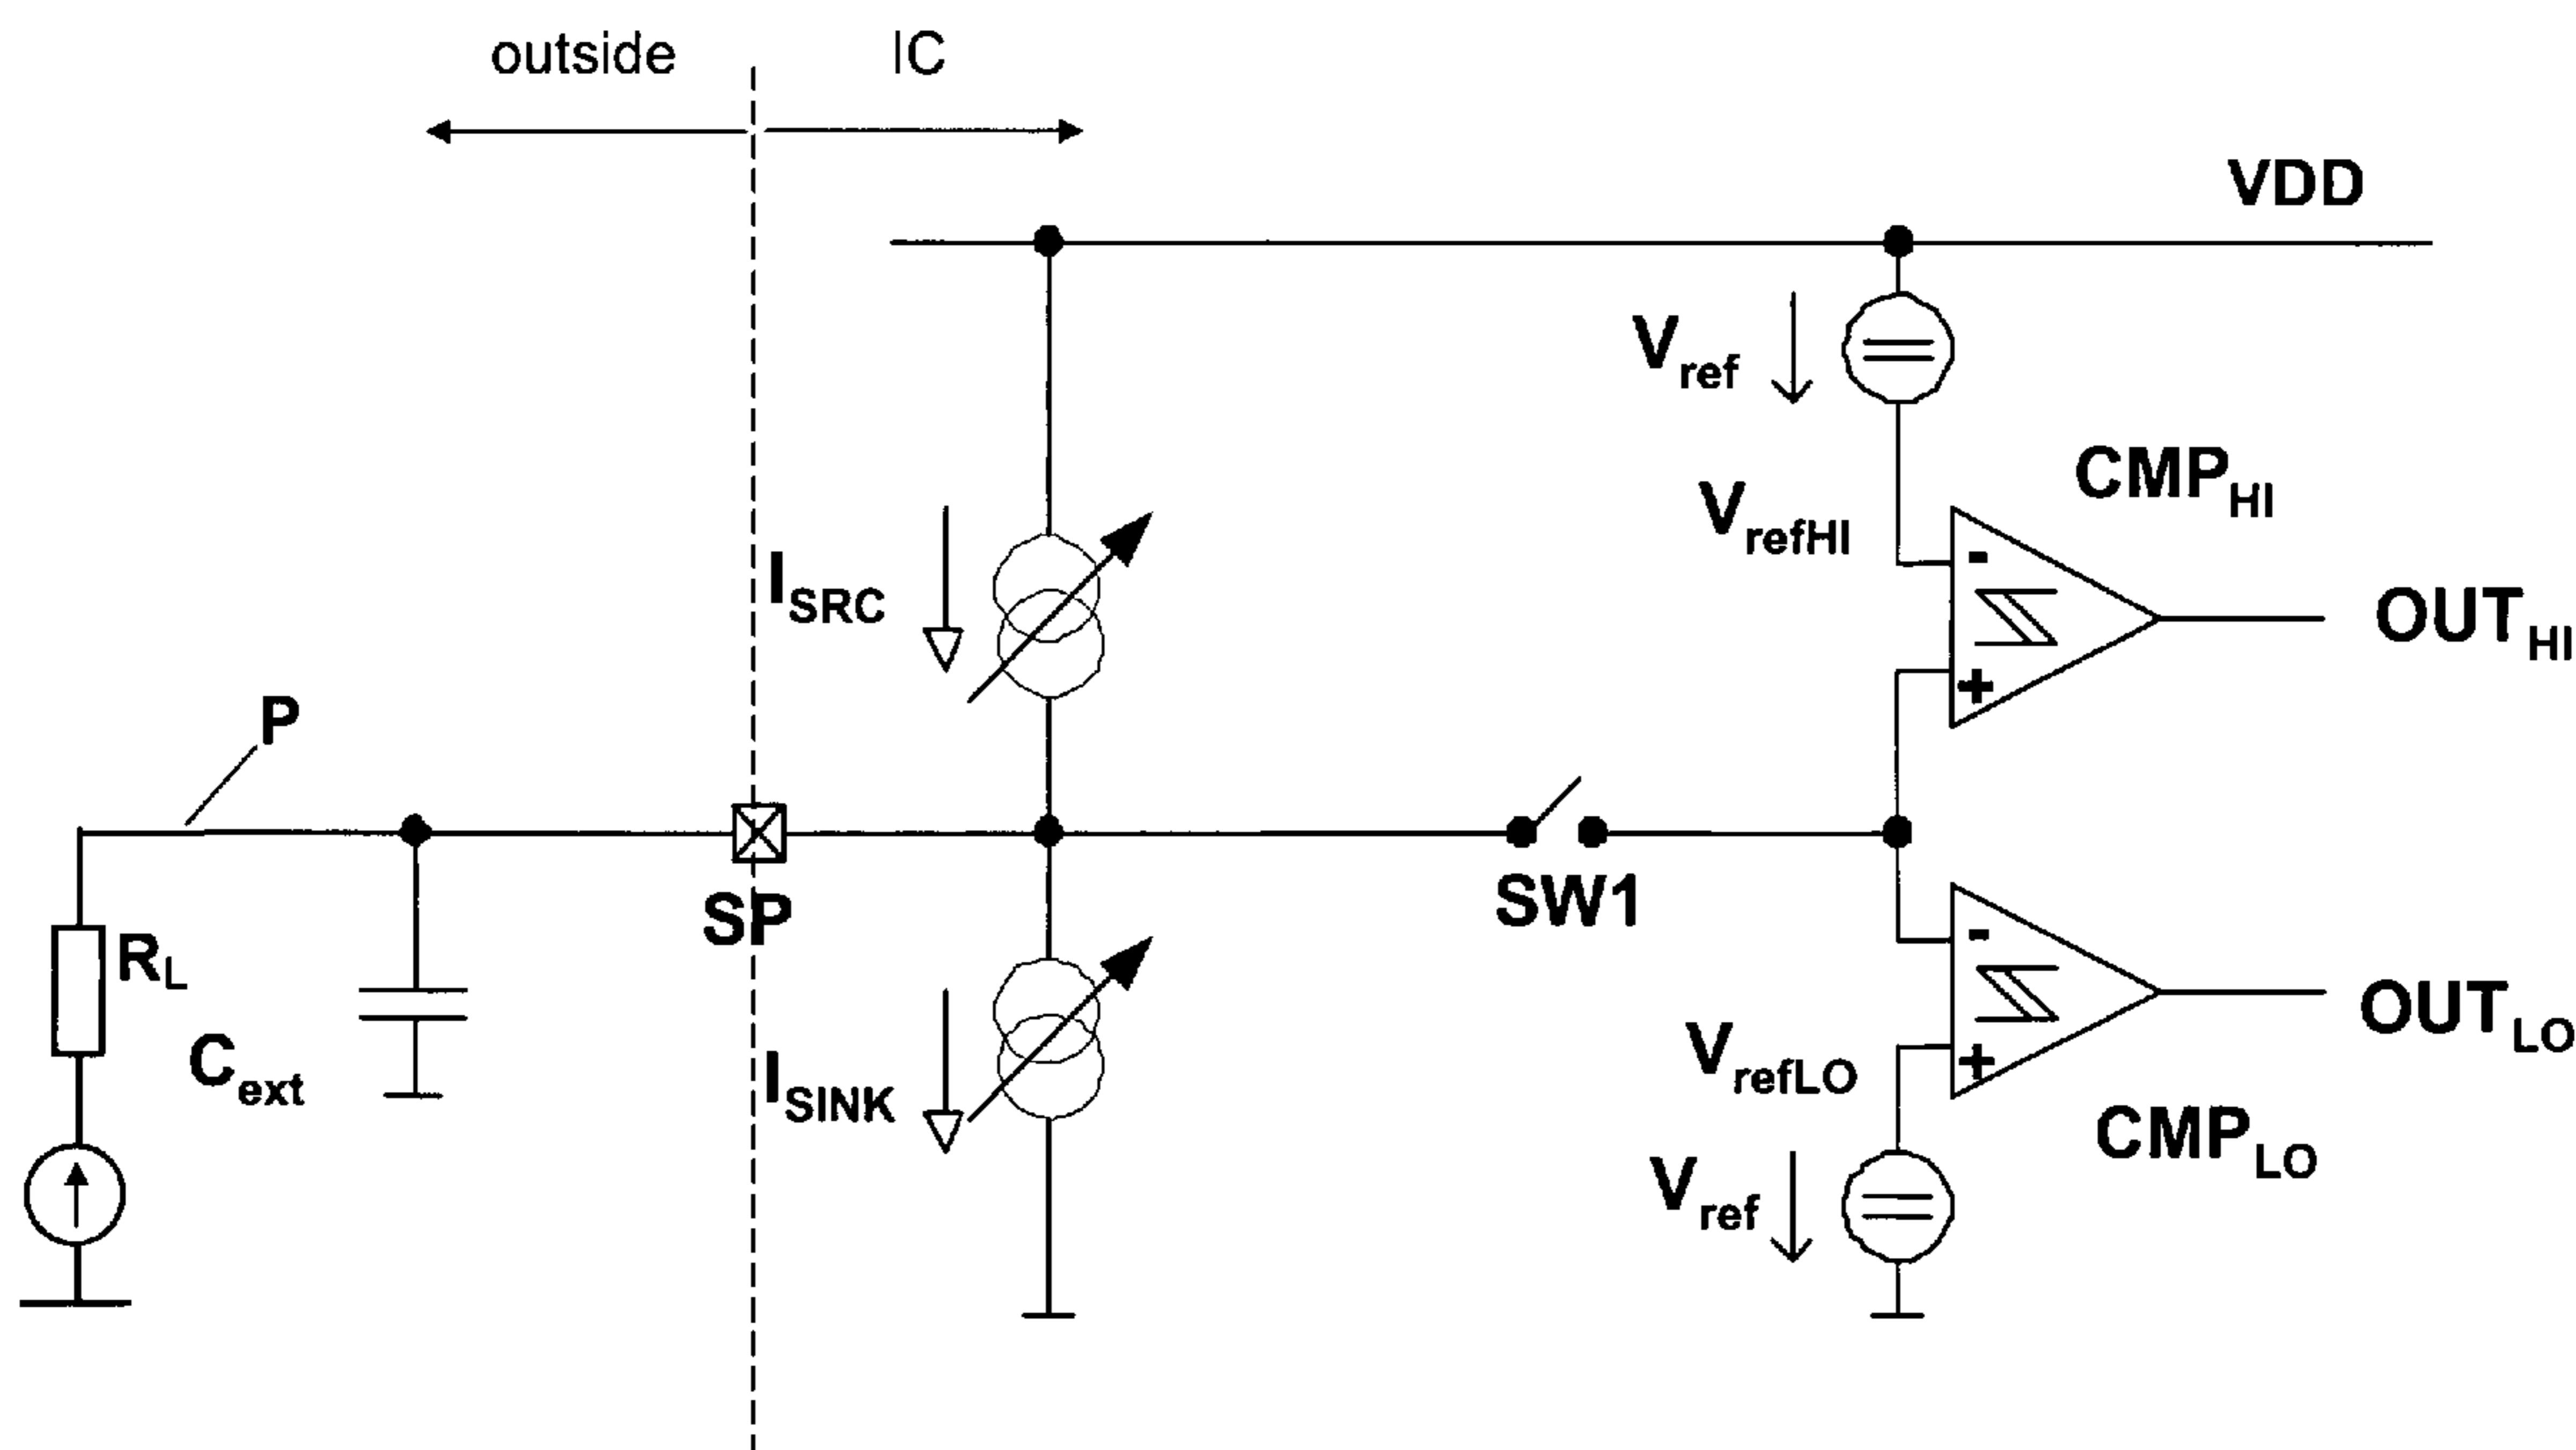 outside
IC
VDD
Vref
CMPHI
VrefHI
ISRC
OUTHI
P
SP
SW1
RL
Cext
ISINK
VrefLO
OUTLO
CMPLO
Vref
-
+
-
+